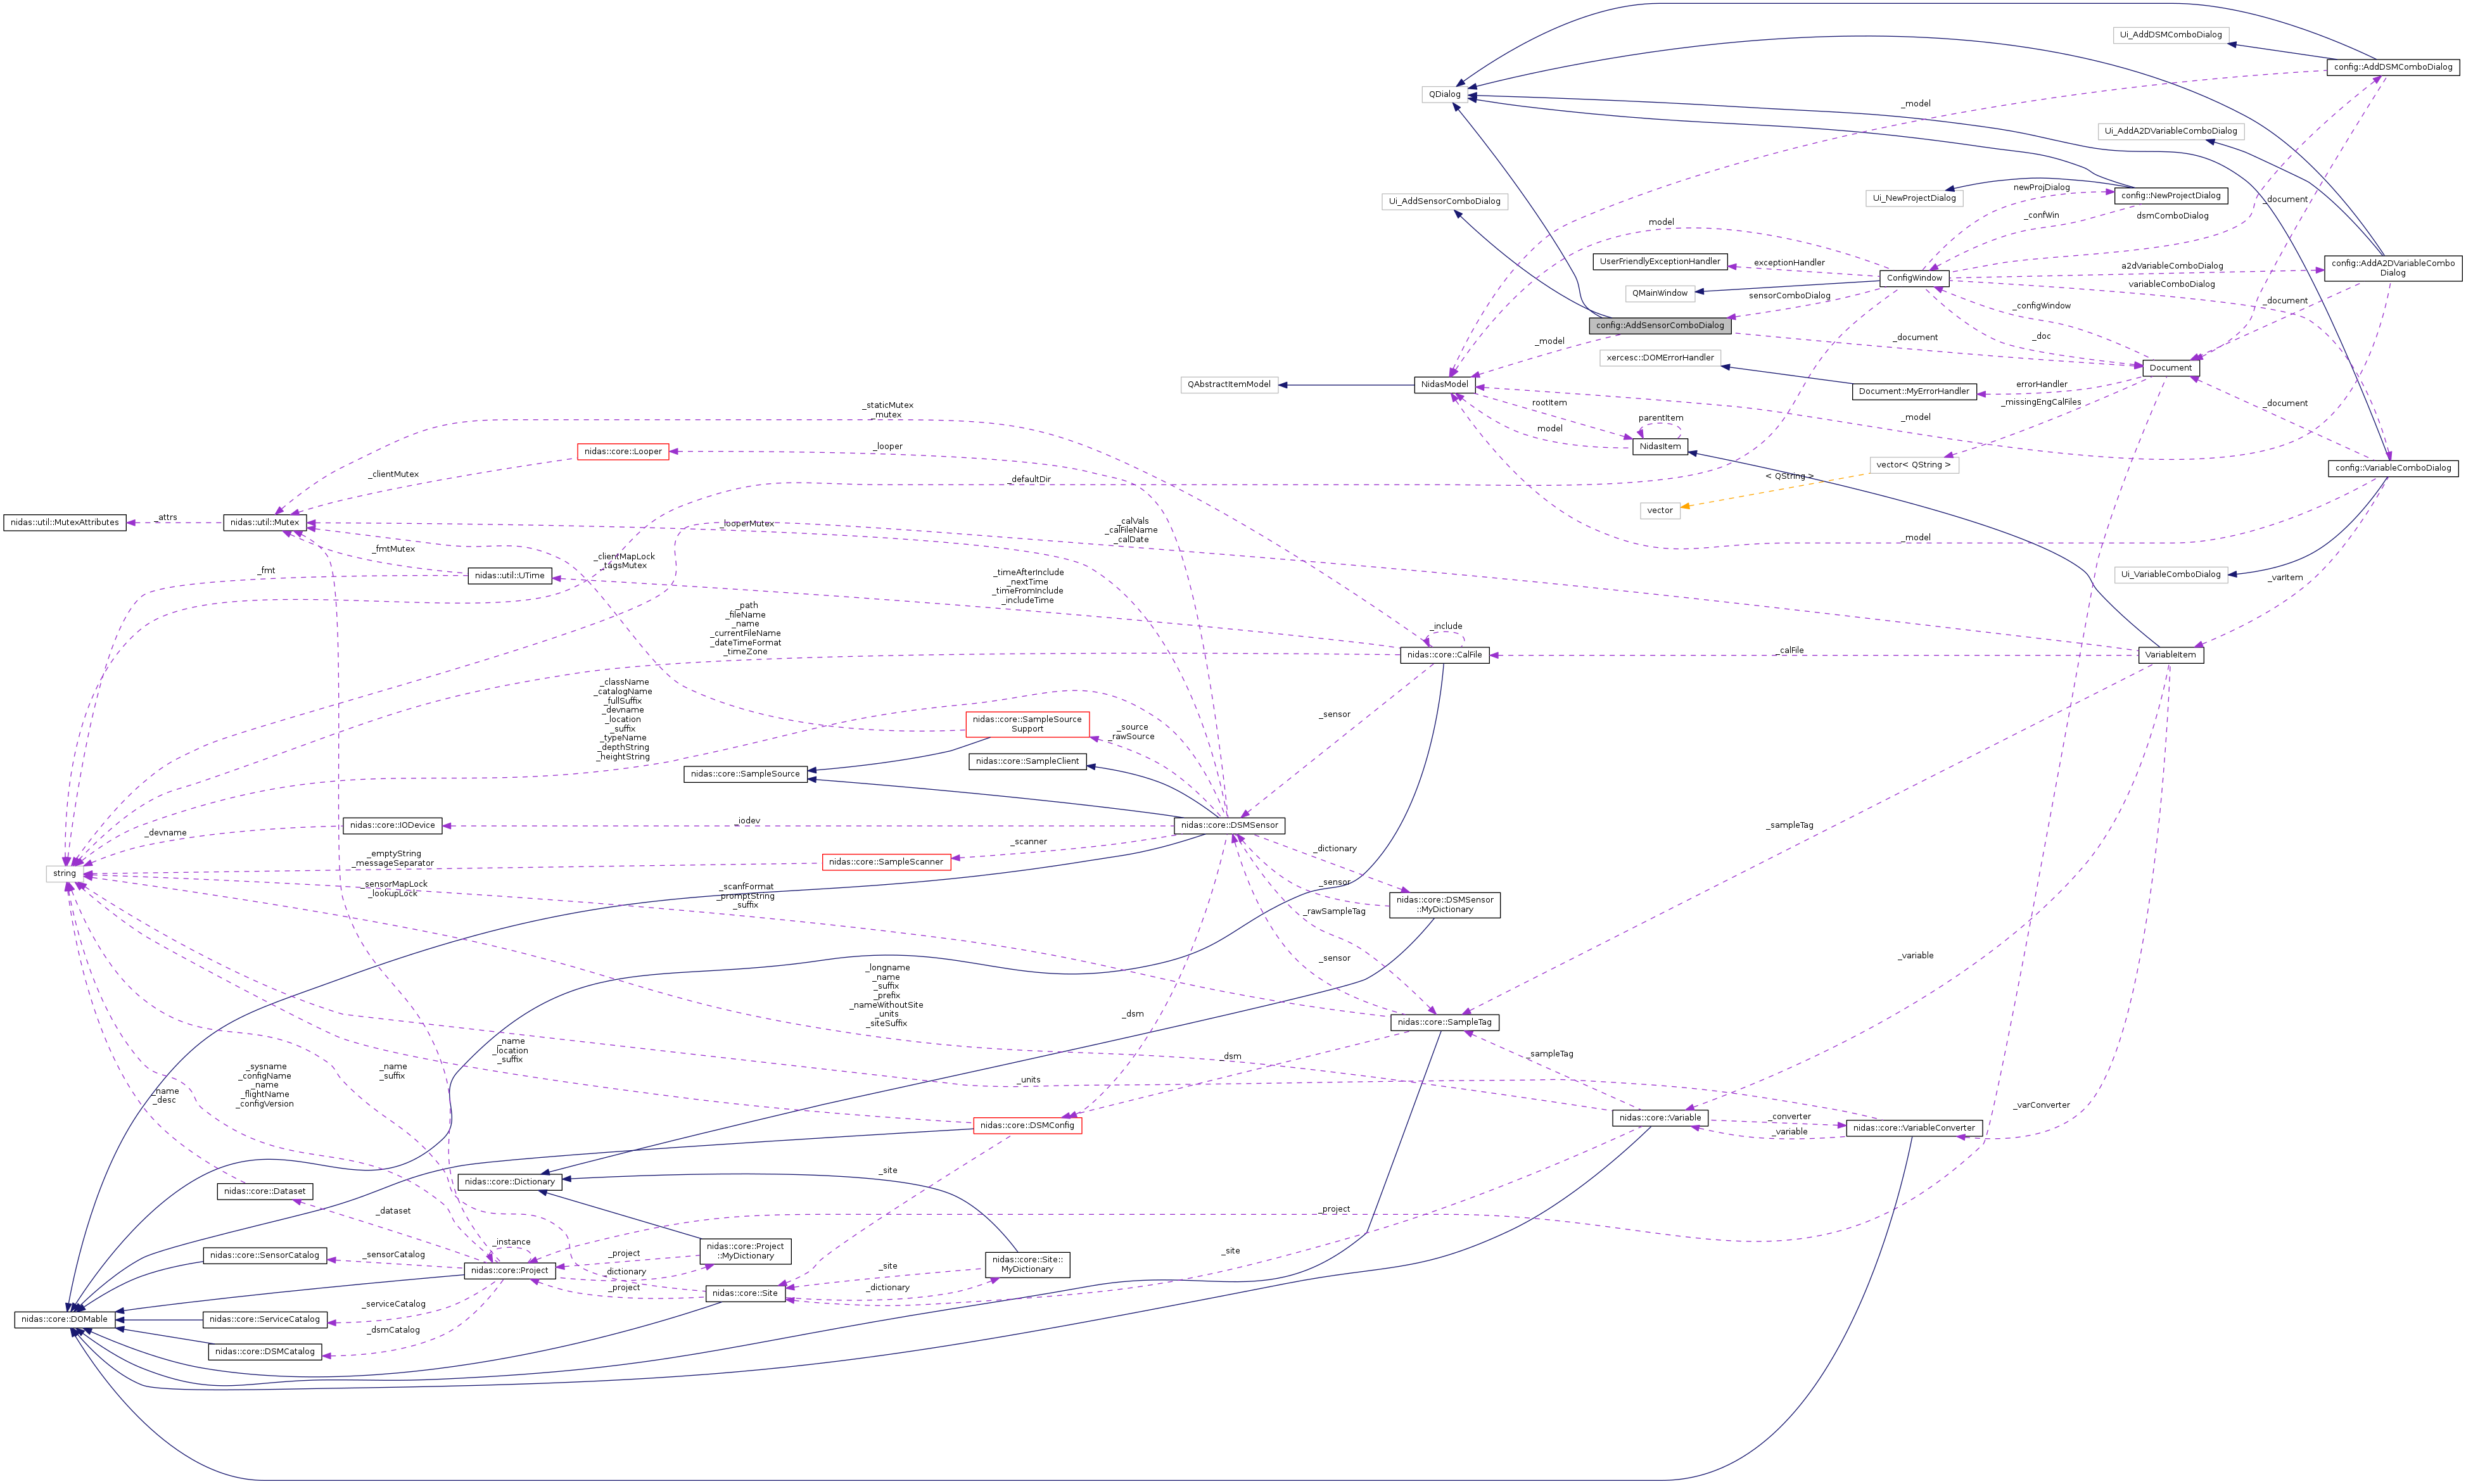 Ui_AddDSMComboDialog
config::AddDSMComboDialog
QDialog
_model
Ui_AddA2DVariableComboDialog
newProjDialog
Ui_NewProjectDialog
config::NewProjectDialog
_document
Ui_AddSensorComboDialog
_confWin
dsmComboDialog
model
UserFriendlyExceptionHandler
exceptionHandler
ConfigWindow
a2dVariableComboDialog
config::AddA2DVariableCombo
Dialog
variableComboDialog
QMainWindow
sensorComboDialog
_configWindow
_document
config::AddSensorComboDialog
_model
_document
_doc
xercesc::DOMErrorHandler
Document
QAbstractItemModel
NidasModel
Document::MyErrorHandler
errorHandler
_missingEngCalFiles
_document
_staticMutex
_mutex
rootItem
parentItem
_model
model
NidasItem
nidas::core::Looper
_looper
_clientMutex
_defaultDir
vector< QString >
< QString >
config::VariableComboDialog
vector
nidas::util::MutexAttributes
_attrs
nidas::util::Mutex
_looperMutex
_calVals
_calFileName
_calDate
_model
_fmtMutex
_clientMapLock
_tagsMutex
_fmt
nidas::util::UTime
_timeAfterInclude
_nextTime
_timeFromInclude
_includeTime
Ui_VariableComboDialog
_varItem
_path
_fileName
_name
_currentFileName
_dateTimeFormat
_timeZone
_include
nidas::core::CalFile
_calFile
VariableItem
_className
_catalogName
_fullSuffix
_devname
_location
_suffix
_typeName
_depthString
_heightString
nidas::core::SampleSource
Support
_source
_rawSource
_sensor
nidas::core::SampleSource
nidas::core::SampleClient
nidas::core::IODevice
_devname
_iodev
nidas::core::DSMSensor
_sampleTag
_emptyString
_messageSeparator
nidas::core::SampleScanner
_scanner
_dictionary
string
_sensorMapLock
_lookupLock
_scanfFormat
_promptString
_suffix
_sensor
nidas::core::DSMSensor
::MyDictionary
_rawSampleTag
_longname
_name
_suffix
_prefix
_nameWithoutSite
_units
_siteSuffix
_sensor
_variable
_dsm
nidas::core::SampleTag
_name
_location
_suffix
_dsm
_sampleTag
_sysname
_configName
_name
_flightName
_configVersion
_name
_suffix
_name
_desc
_units
nidas::core::DSMConfig
nidas::core::Variable
_converter
_variable
nidas::core::VariableConverter
_varConverter
nidas::core::Dictionary
_site
nidas::core::Dataset
_dataset
_project
nidas::core::SensorCatalog
_sensorCatalog
_instance
nidas::core::Project
nidas::core::Project
::MyDictionary
_project
_dictionary
_project
_site
nidas::core::Site::
MyDictionary
_site
_dictionary
nidas::core::Site
nidas::core::DOMable
nidas::core::ServiceCatalog
_serviceCatalog
nidas::core::DSMCatalog
_dsmCatalog